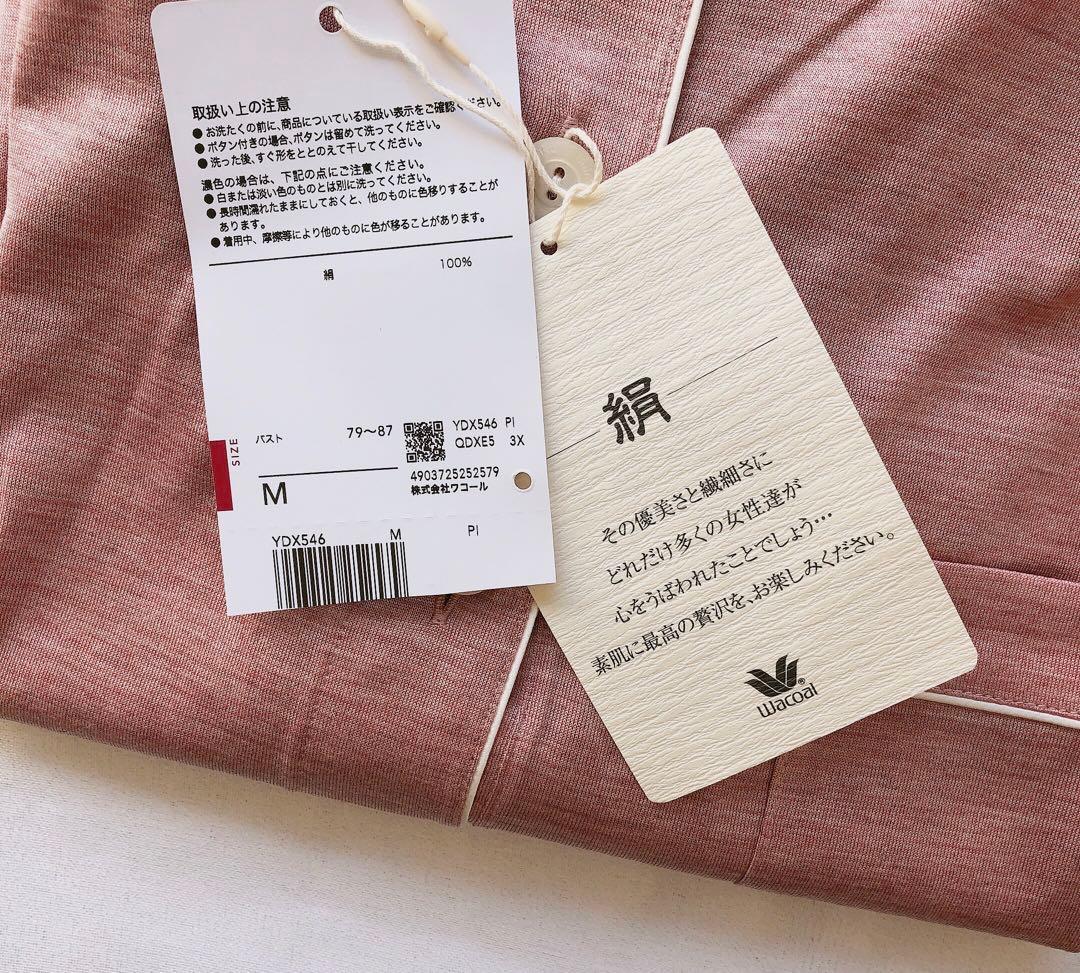 取扱い上の注意
●お洗たくの前に、商品についている取扱い表示をご確認ください。
●ボタン付きの場合、ボタンは留めて洗ってください。
●洗った後、すぐ形をととのえて干してください。
濃色の場合は、下記の点にご注意ください。
●白または淡い色のものとは別に洗ってください。
●長時間濡れたままにしておくと、他のものに色移りすることが
あります。
●着用中、摩擦等により他のものに色が移ることがあります。
絹 100%
SIZE
バスト 79〜87
M
YDX546 PI
QDXE5 3X
4903725252579
株式会社ワコール
YDX546 M PI
絹
その優美さと繊細さに
どれだけ多くの女性達が
心をうばわれたことでしょう…
素肌に最高の贅沢を、お楽しみください。
wacoal®